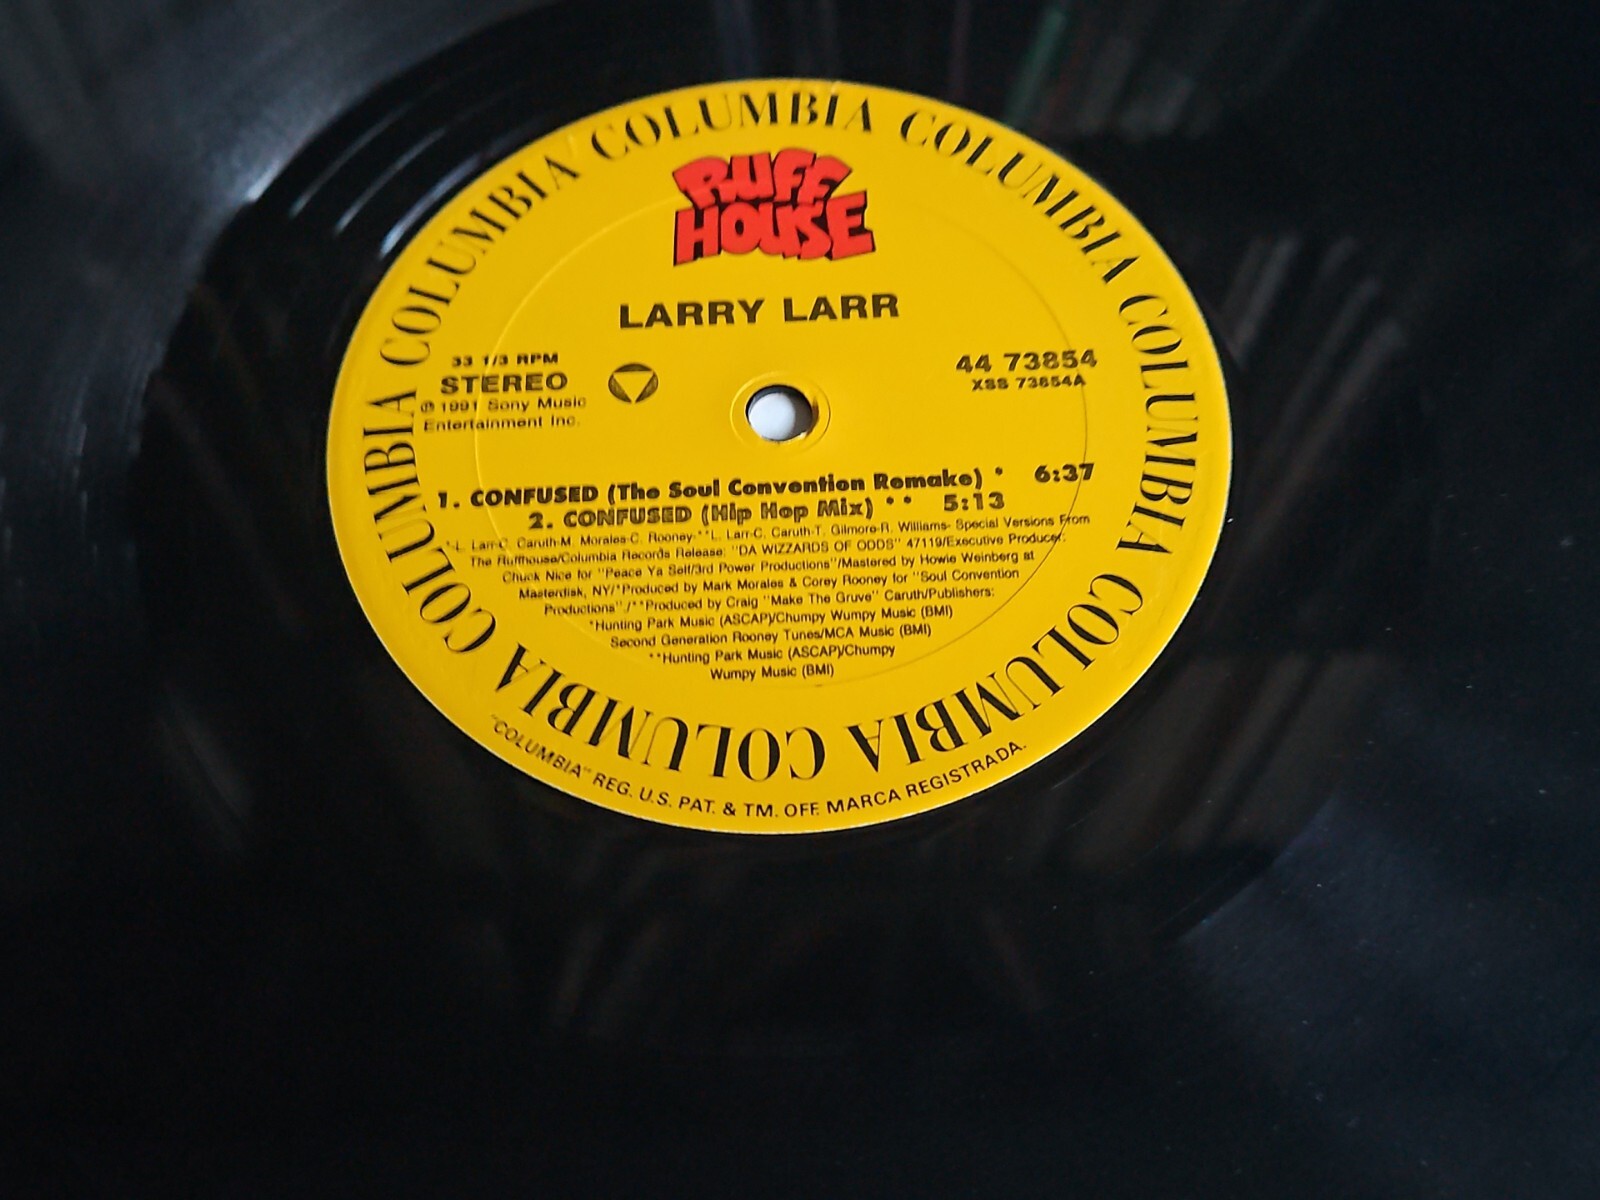 COLUMBIA COLUMBIA COLUMBIA COLUMBIA COLUMBIA COLUMBIA COLUMBIA COLUMBIA COLUMBIA
RUFF
HOUSE
LARRY LARR
33 1/3 RPM
STEREO
℗ 1991 Sony Music
Entertainment Inc.
44 73854
XSS 73854A
1. CONFUSED (The Soul Convention Remake) * 6:37
2. CONFUSED (Hip Hop Mix) ** 5:13
*L. Larr-C. Caruth-M. Morales-C. Rooney-**L. Larr-C. Caruth-T. Gilmore-R. Williams- Special Versions From
The Ruffhouse/Columbia Records Release: "DA WIZZARDS OF ODDS" 47119/Executive Producer:
Chuck Nice for "Peace Ya Self/3rd Power Productions"/Mastered by Howie Weinberg at
Masterdisk, NY/*Produced by Mark Morales & Corey Rooney for "Soul Convention
Productions"./**Produced by Craig "Make The Gruve" Caruth/Publishers:
*Hunting Park Music (ASCAP)/Chumpy Wumpy Music (BMI)
Second Generation Rooney Tunes/MCA Music (BMI)
**Hunting Park Music (ASCAP)/Chumpy
Wumpy Music (BMI)
"COLUMBIA" REG. U.S. PAT. & TM. OFF. MARCA REGISTRADA.